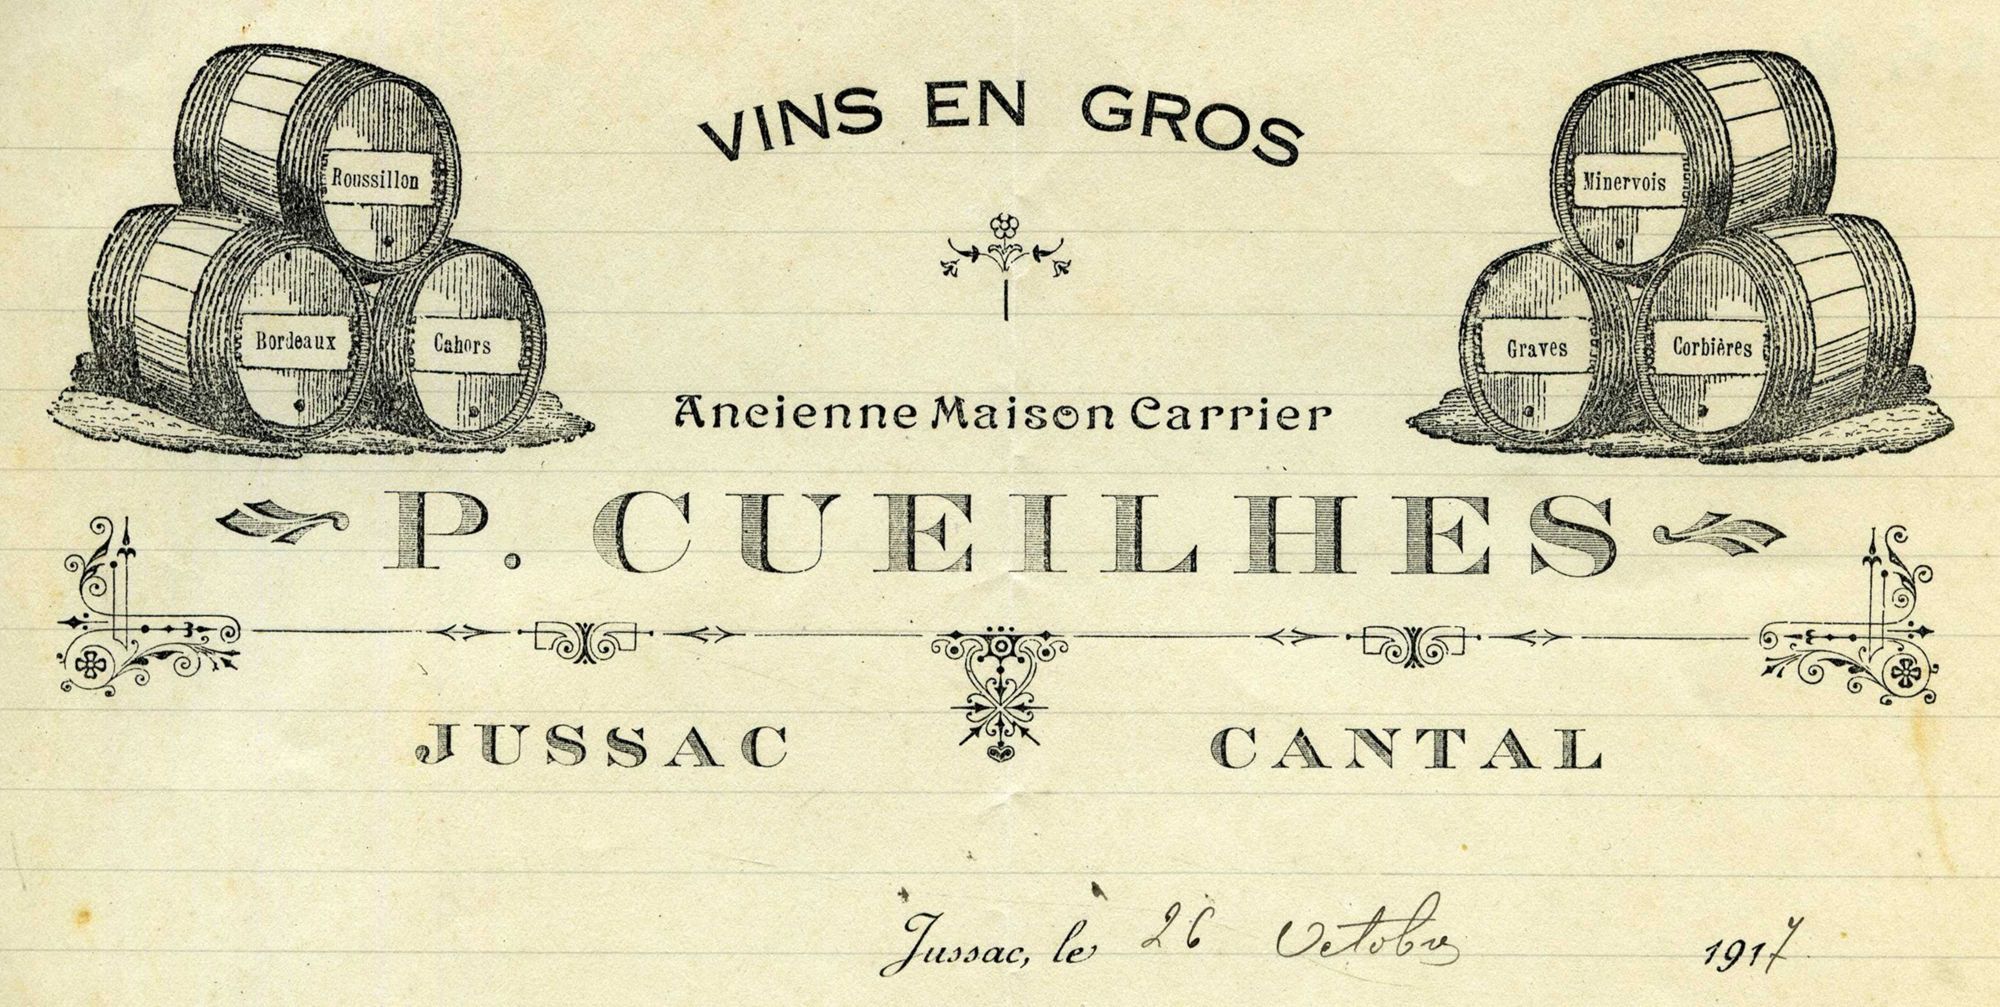 VINS EN GROS
Roussillon
Bordeaux
Cahors
Minervois
Graves
Corbières
Ancienne Maison Carrier
P. CUEILHES
JUSSAC CANTAL
Jussac, le 26 Octobre 1917